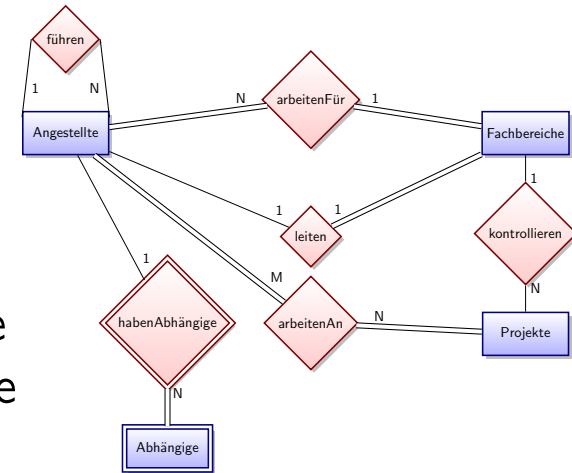 führen
1 N
Angestellte
N arbeitenFür 1
Fachbereiche
1 leiten 1
1
kontrollieren
N
Projekte
M
arbeitenAn N
1
habenAbhängige
N
Abhängige
e
e